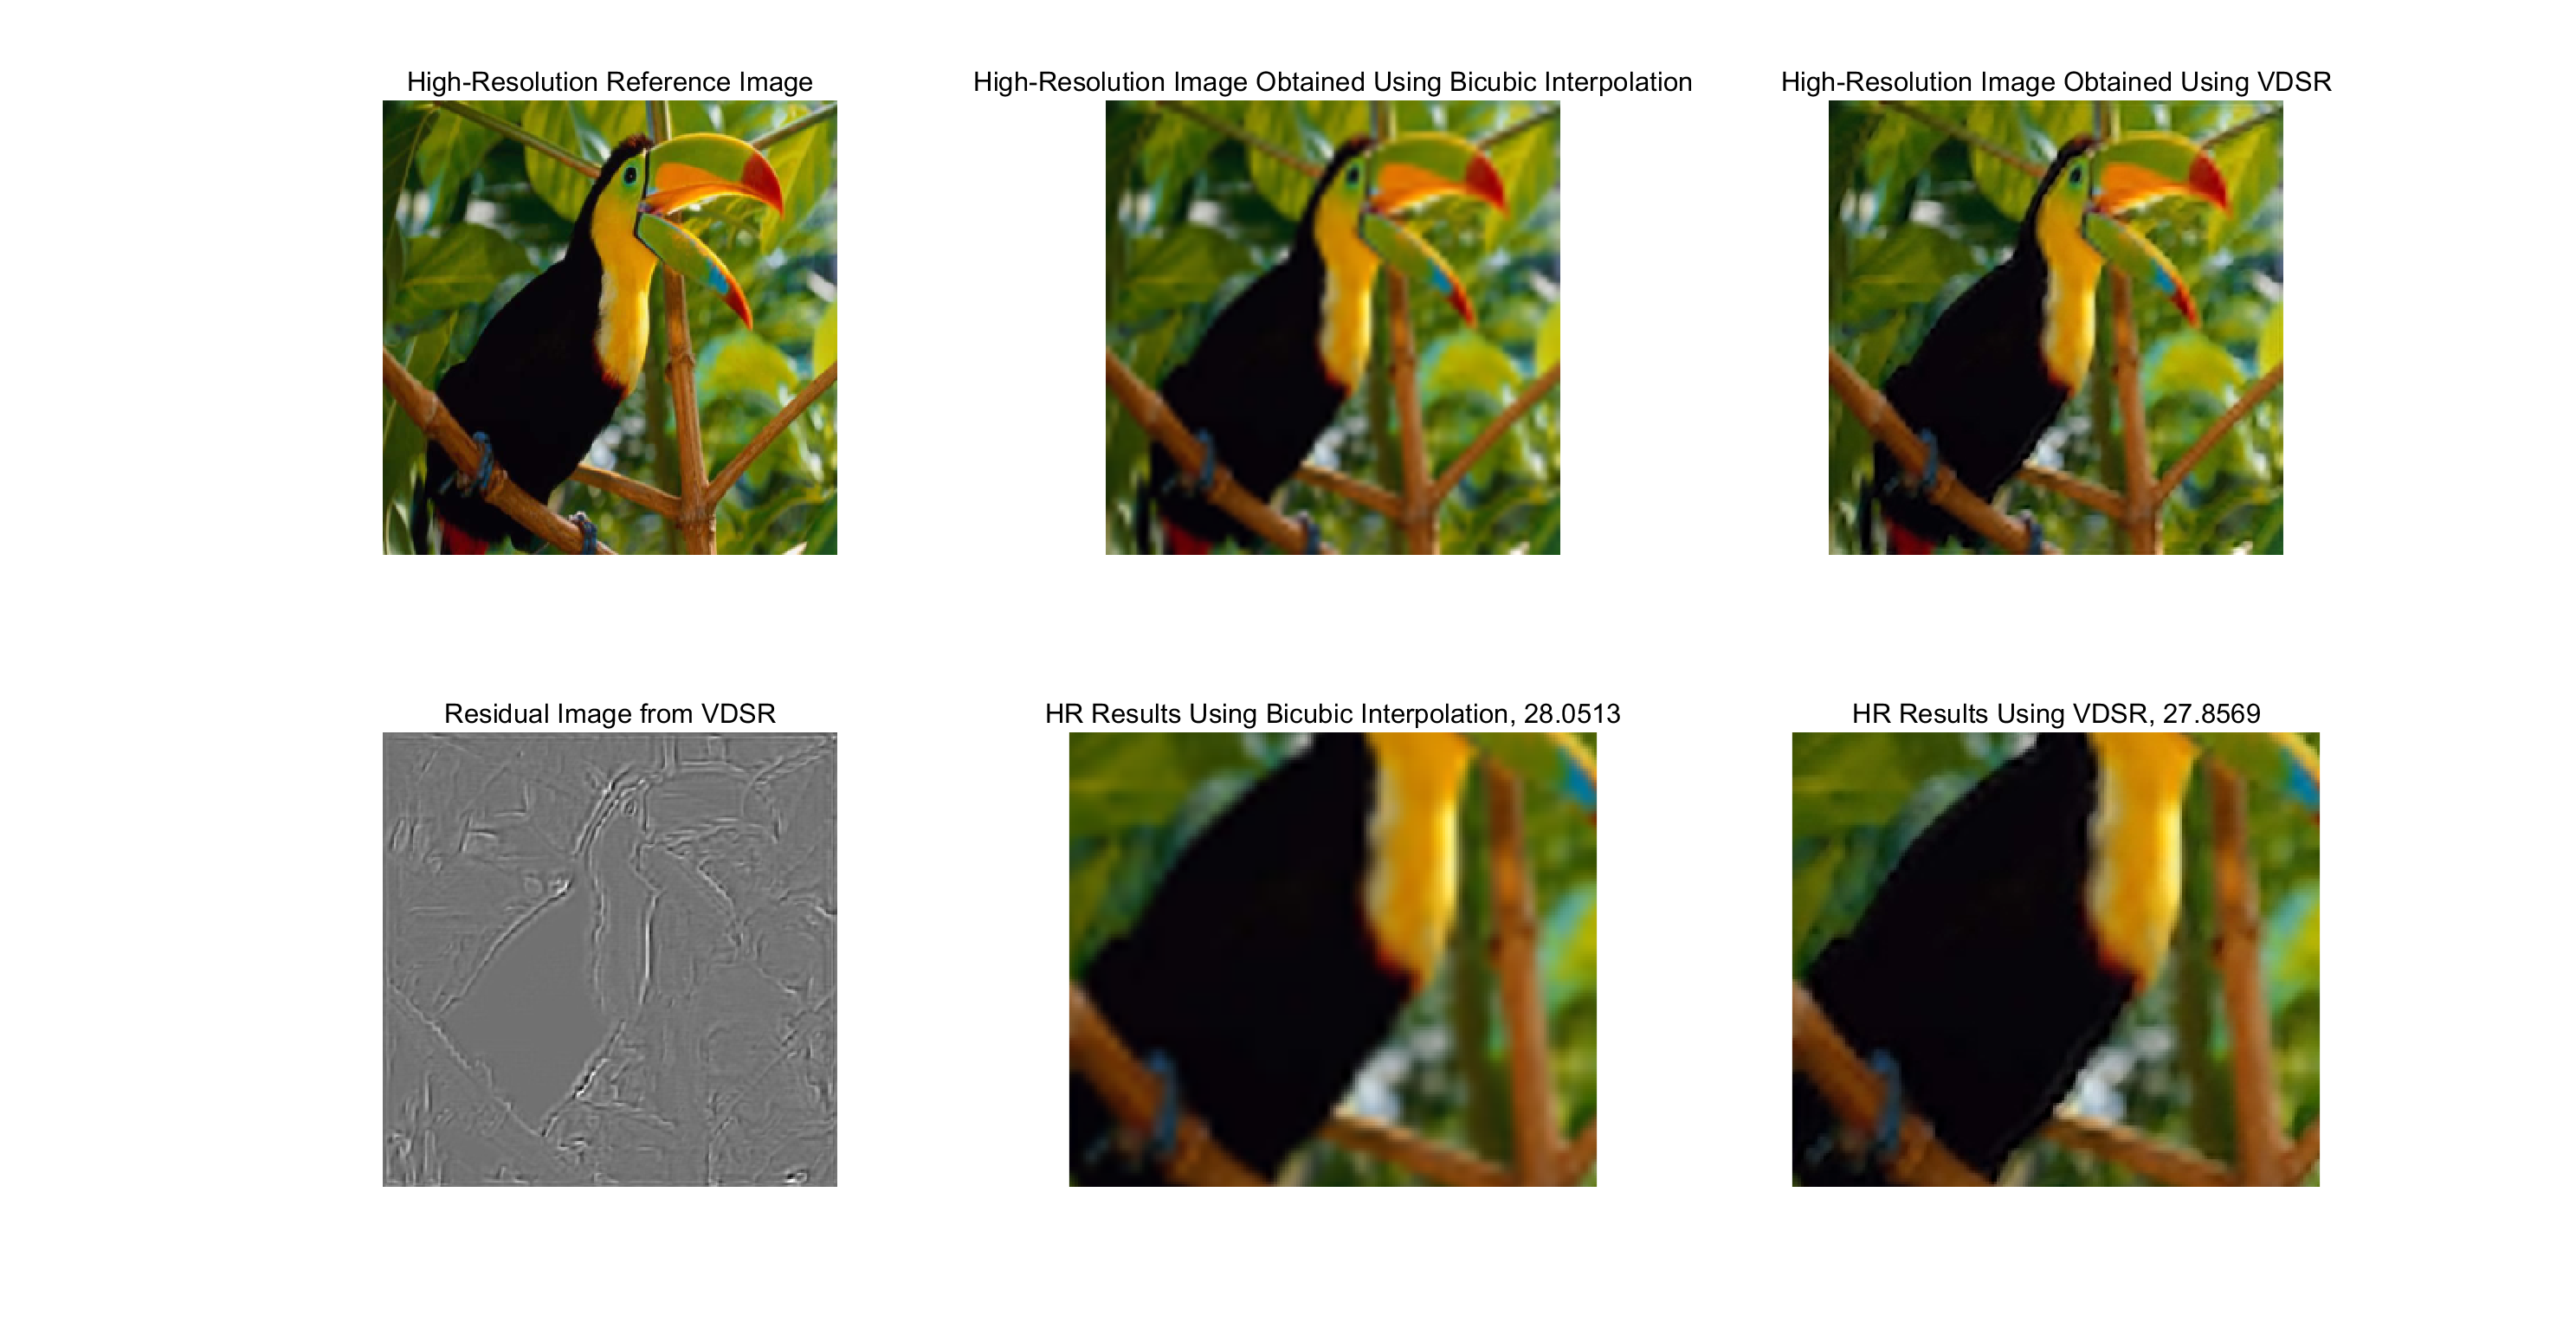 High-Resolution Reference Image
High-Resolution Image Obtained Using Bicubic Interpolation
High-Resolution Image Obtained Using VDSR
Residual Image from VDSR
HR Results Using Bicubic Interpolation, 28.0513
HR Results Using VDSR, 27.8569